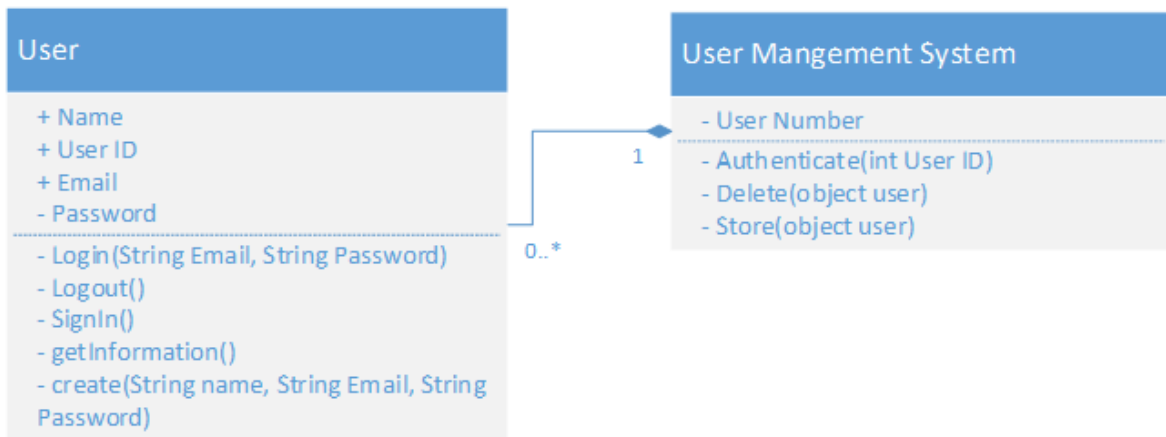 User
+ Name
+ User ID
+ Email
- Password
- Login(String Email, String Password)
- Logout()
- SignIn()
- getInformation()
- create(String name, String Email, String
Password)
0..*
1
User Mangement System
- User Number
- Authenticate(int User ID)
- Delete(object user)
- Store(object user)